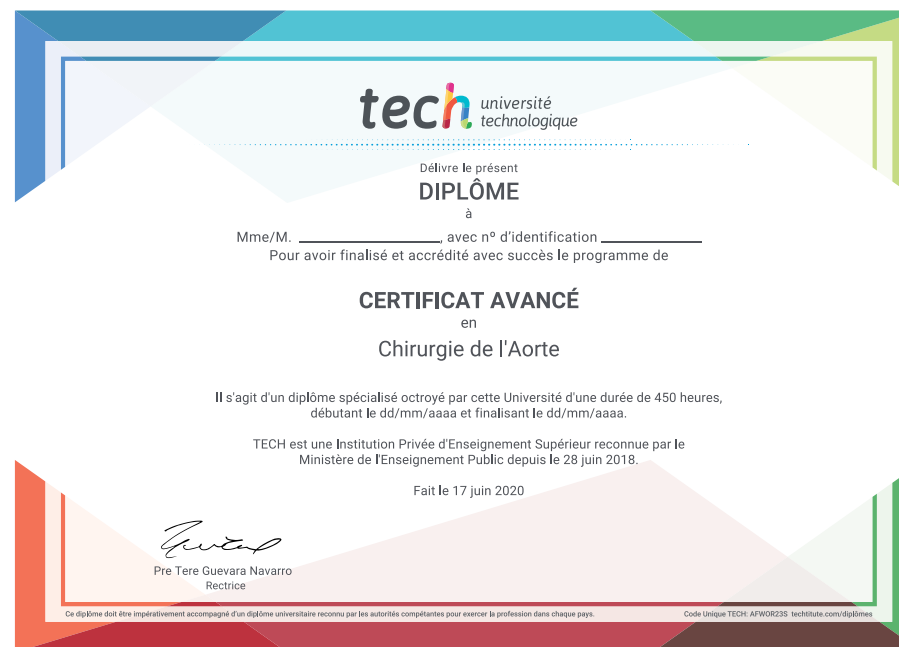 tech université
technologique
Délivre le présent
DIPLÔME
à
Mme/M. ____________________, avec nº d'identification ______________
Pour avoir finalisé et accrédité avec succès le programme de
CERTIFICAT AVANCÉ
en
Chirurgie de l'Aorte
Il s'agit d'un diplôme spécialisé octroyé par cette Université d'une durée de 450 heures,
débutant le dd/mm/aaaa et finalisant le dd/mm/aaaa.
TECH est une Institution Privée d'Enseignement Supérieur reconnue par le
Ministère de l'Enseignement Public depuis le 28 juin 2018.
Fait le 17 juin 2020
Pre Tere Guevara Navarro
Rectrice
Ce diplôme doit être impérativement accompagné d'un diplôme universitaire reconnu par les autorités compétentes pour exercer la profession dans chaque pays.
Code Unique TECH: AFWOR23S techtitute.com/diplômes